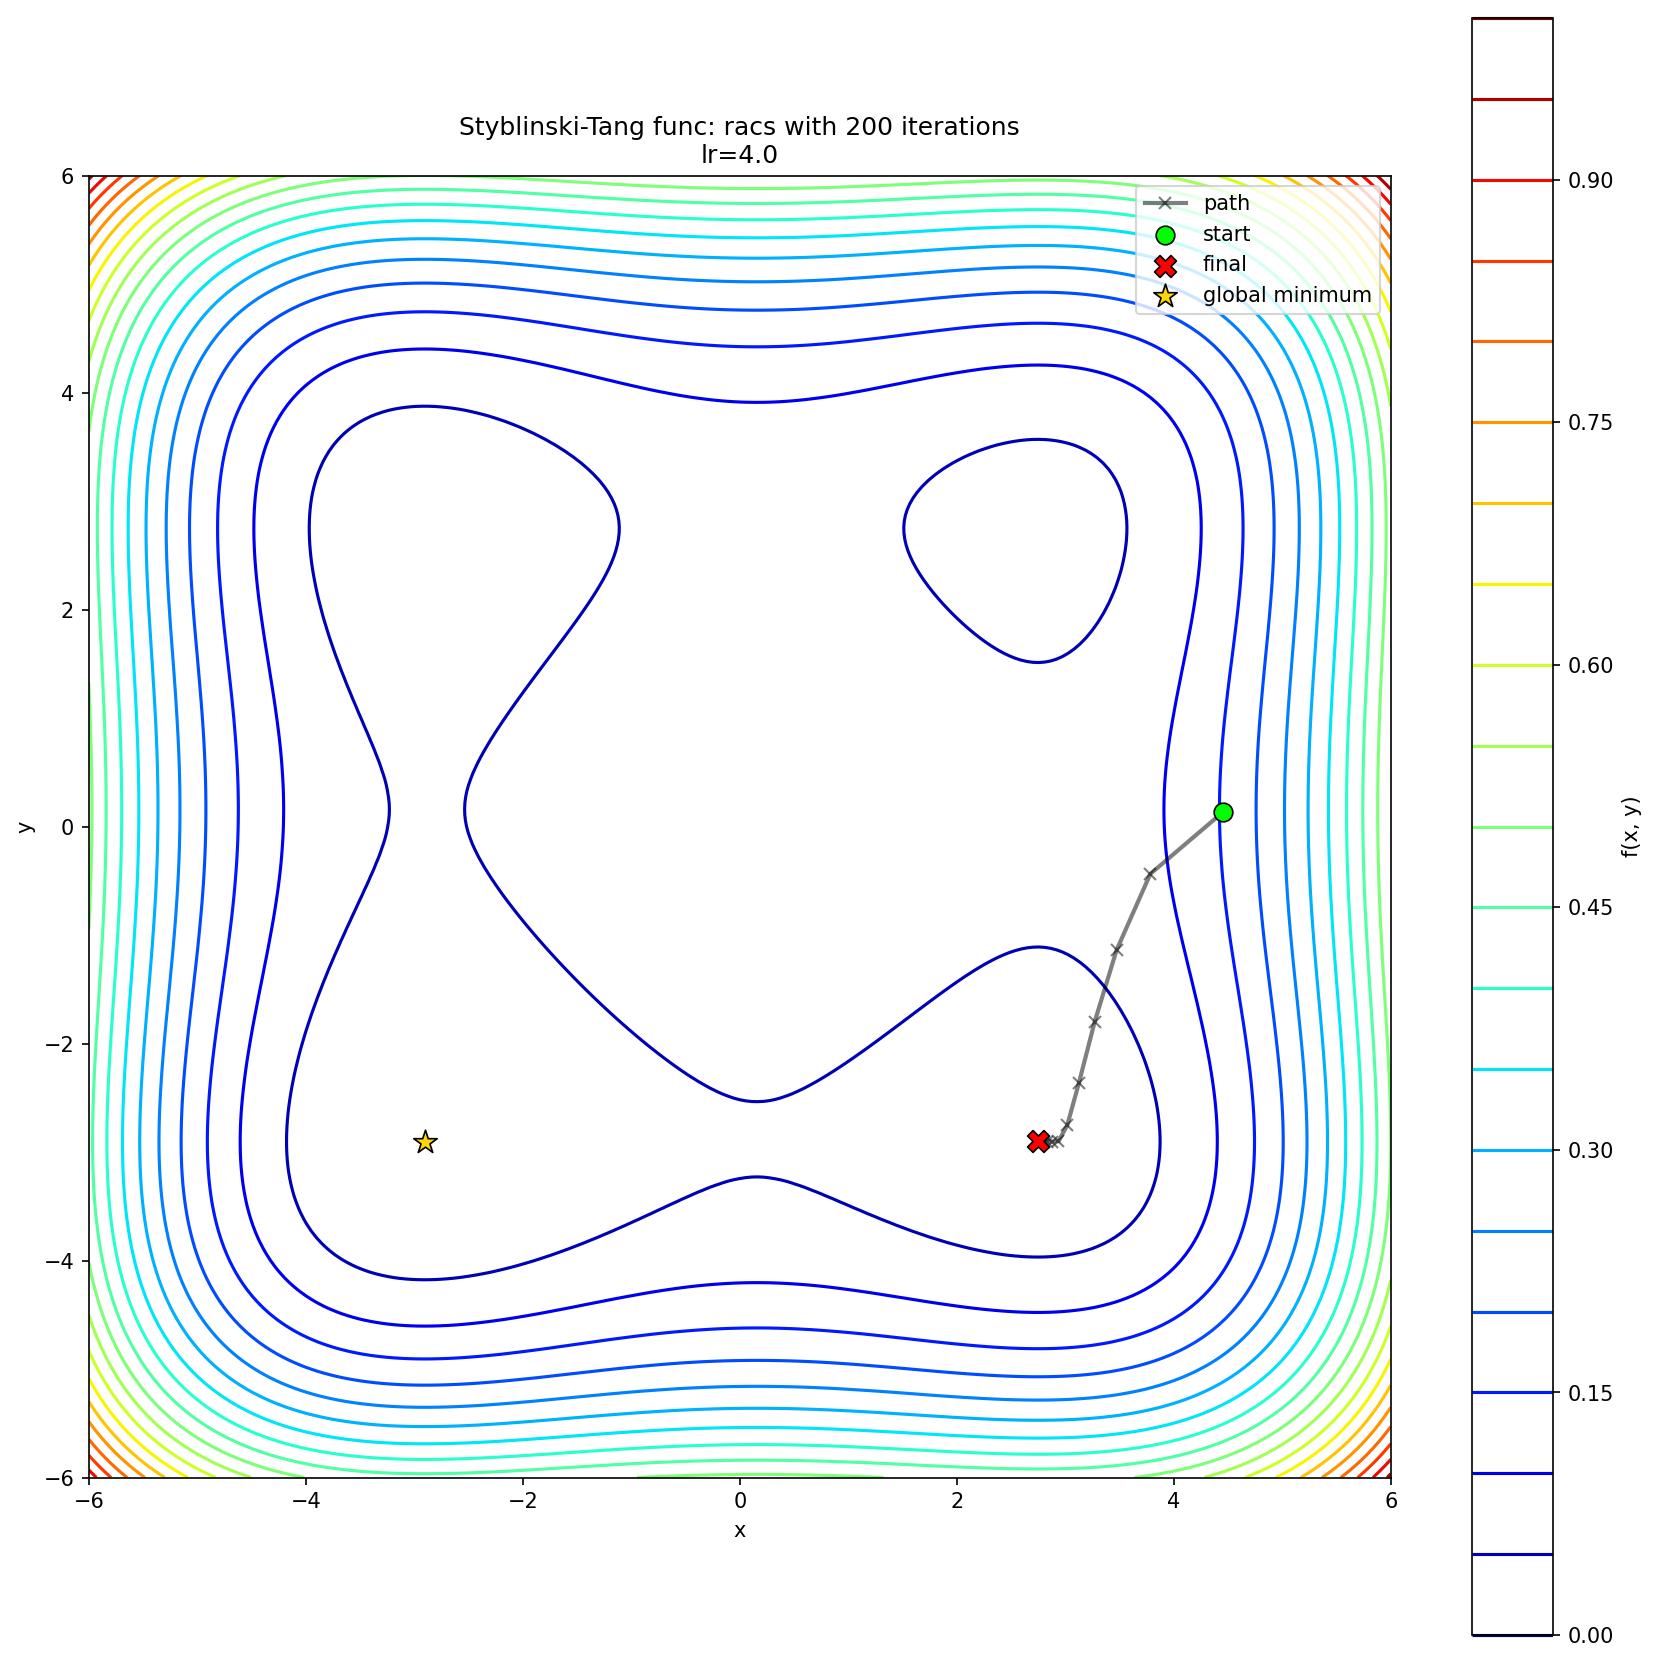 Styblinski-Tang func: racs with 200 iterations
lr=4.0
path
start
final
global minimum
6
4
2
0
−2
−4
−6
y
−6
−4
−2
0
2
4
6
x
0.90
0.75
0.60
0.45
0.30
0.15
0.00
f(x, y)